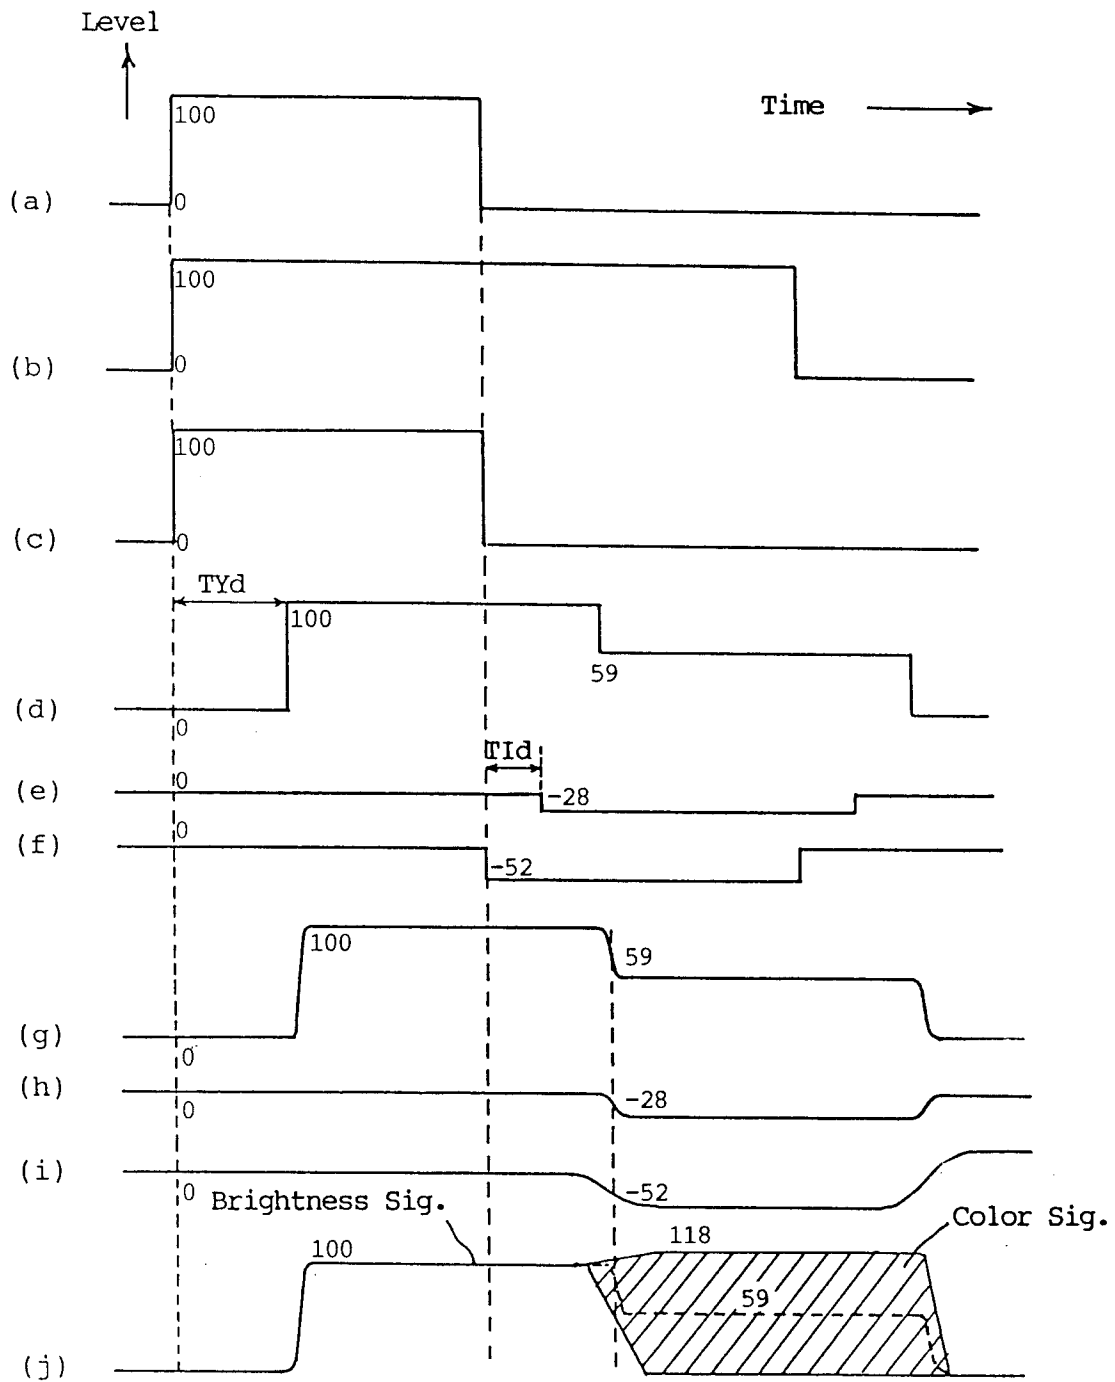 Level
100
Time
(a)
0
100
(b)
0
100
(c)
0
TYd
100
59
(d)
0
TId
(e)
0
-28
(f)
0
-52
100
59
(g)
0
(h)
0
-28
(i)
0
-52
Brightness Sig.
Color Sig.
118
100
59
(j)